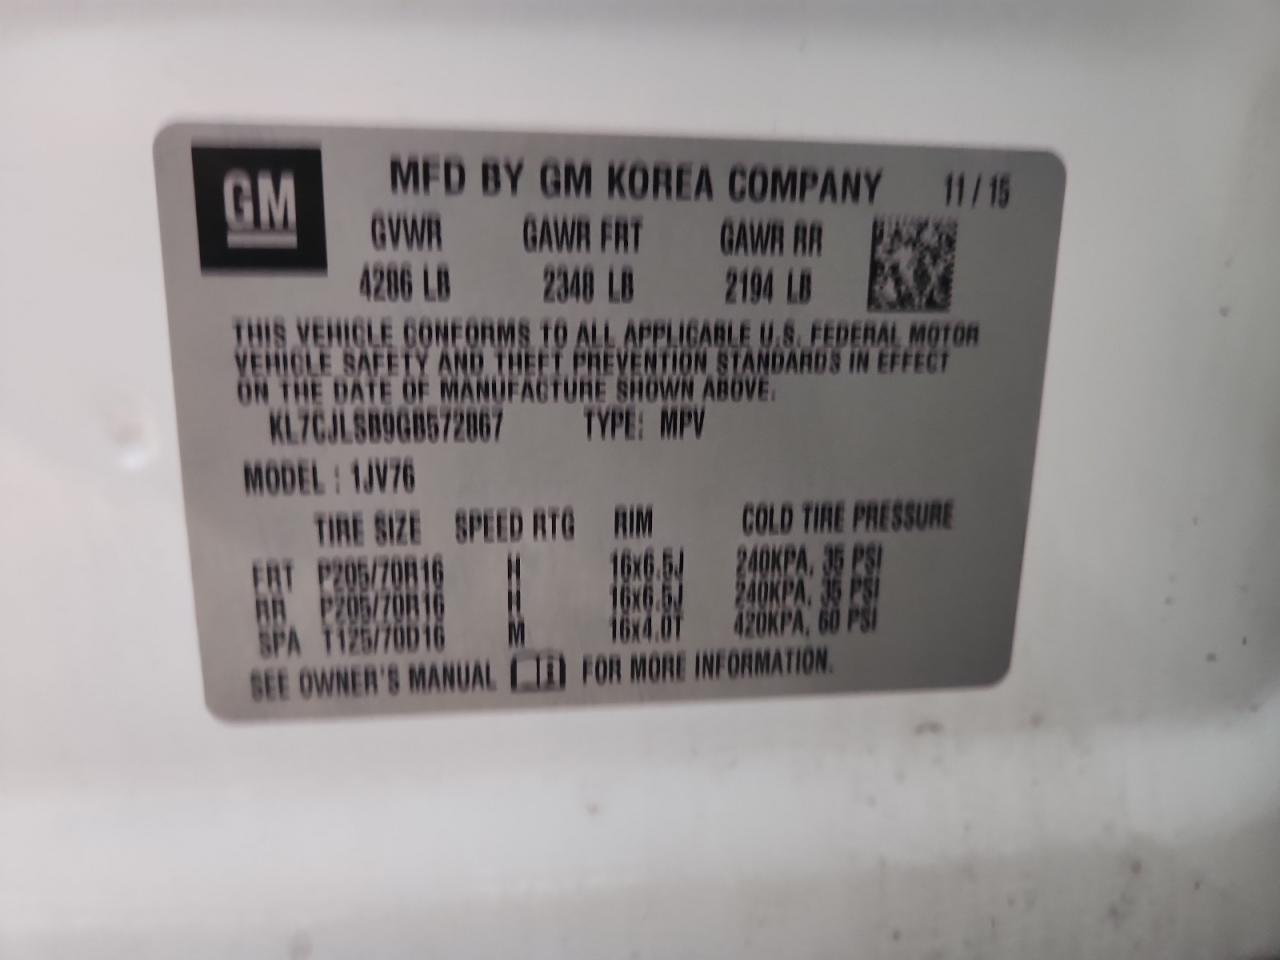 GM
MFD BY GM KOREA COMPANY 11 / 15
GVWR GAWR FRT GAWR RR
4286 LB 2348 LB 2194 LB
THIS VEHICLE CONFORMS TO ALL APPLICABLE U.S. FEDERAL MOTOR
VEHICLE SAFETY AND THEFT PREVENTION STANDARDS IN EFFECT
ON THE DATE OF MANUFACTURE SHOWN ABOVE.
KL7CJLSB9GB572867 TYPE: MPV
MODEL : 1JV76
TIRE SIZE SPEED RTG RIM COLD TIRE PRESSURE
FRT P205/70R16 H 16x6.5J 240KPA, 35 PSI
RR P205/70R16 H 16x6.5J 240KPA, 35 PSI
SPA T125/70D16 M 16x4.0T 420KPA, 60 PSI
SEE OWNER'S MANUAL i FOR MORE INFORMATION.